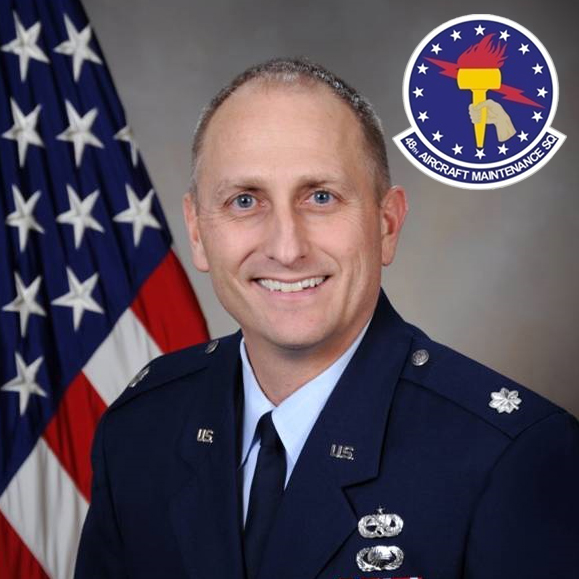 48TH AIRCRAFT MAINTENANCE SQ
U.S.
U.S.